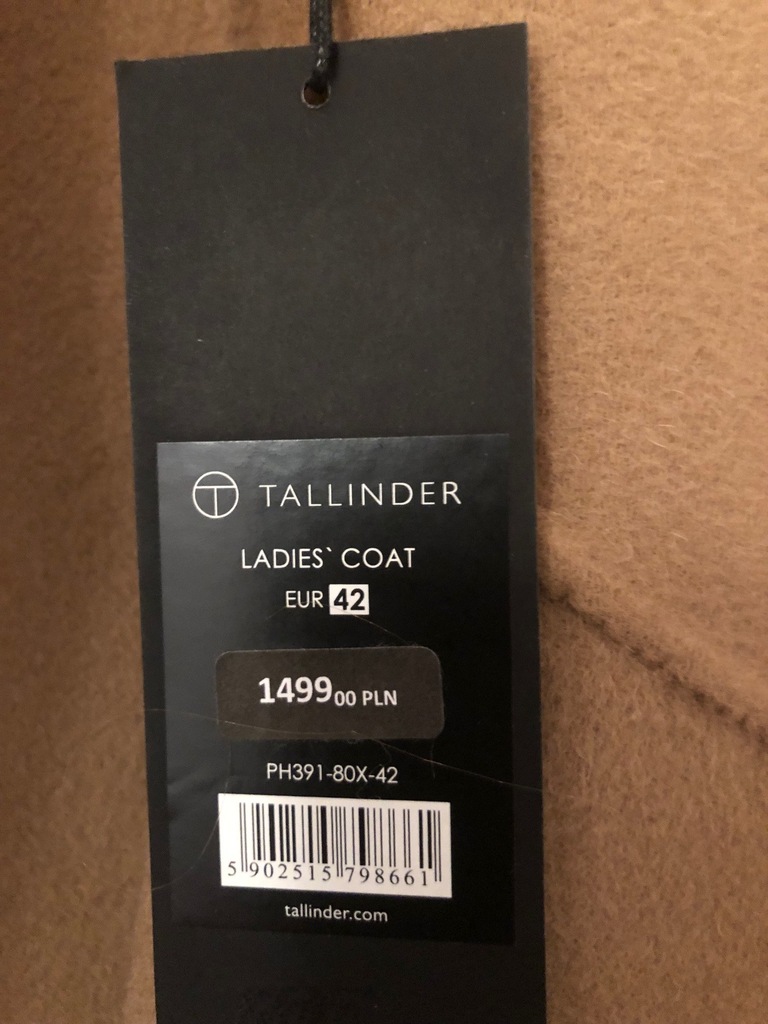 TALLINDER
LADIES` COAT
EUR 42
1499 00 PLN
PH391-80X-42
5 902515 798661
tallinder.com